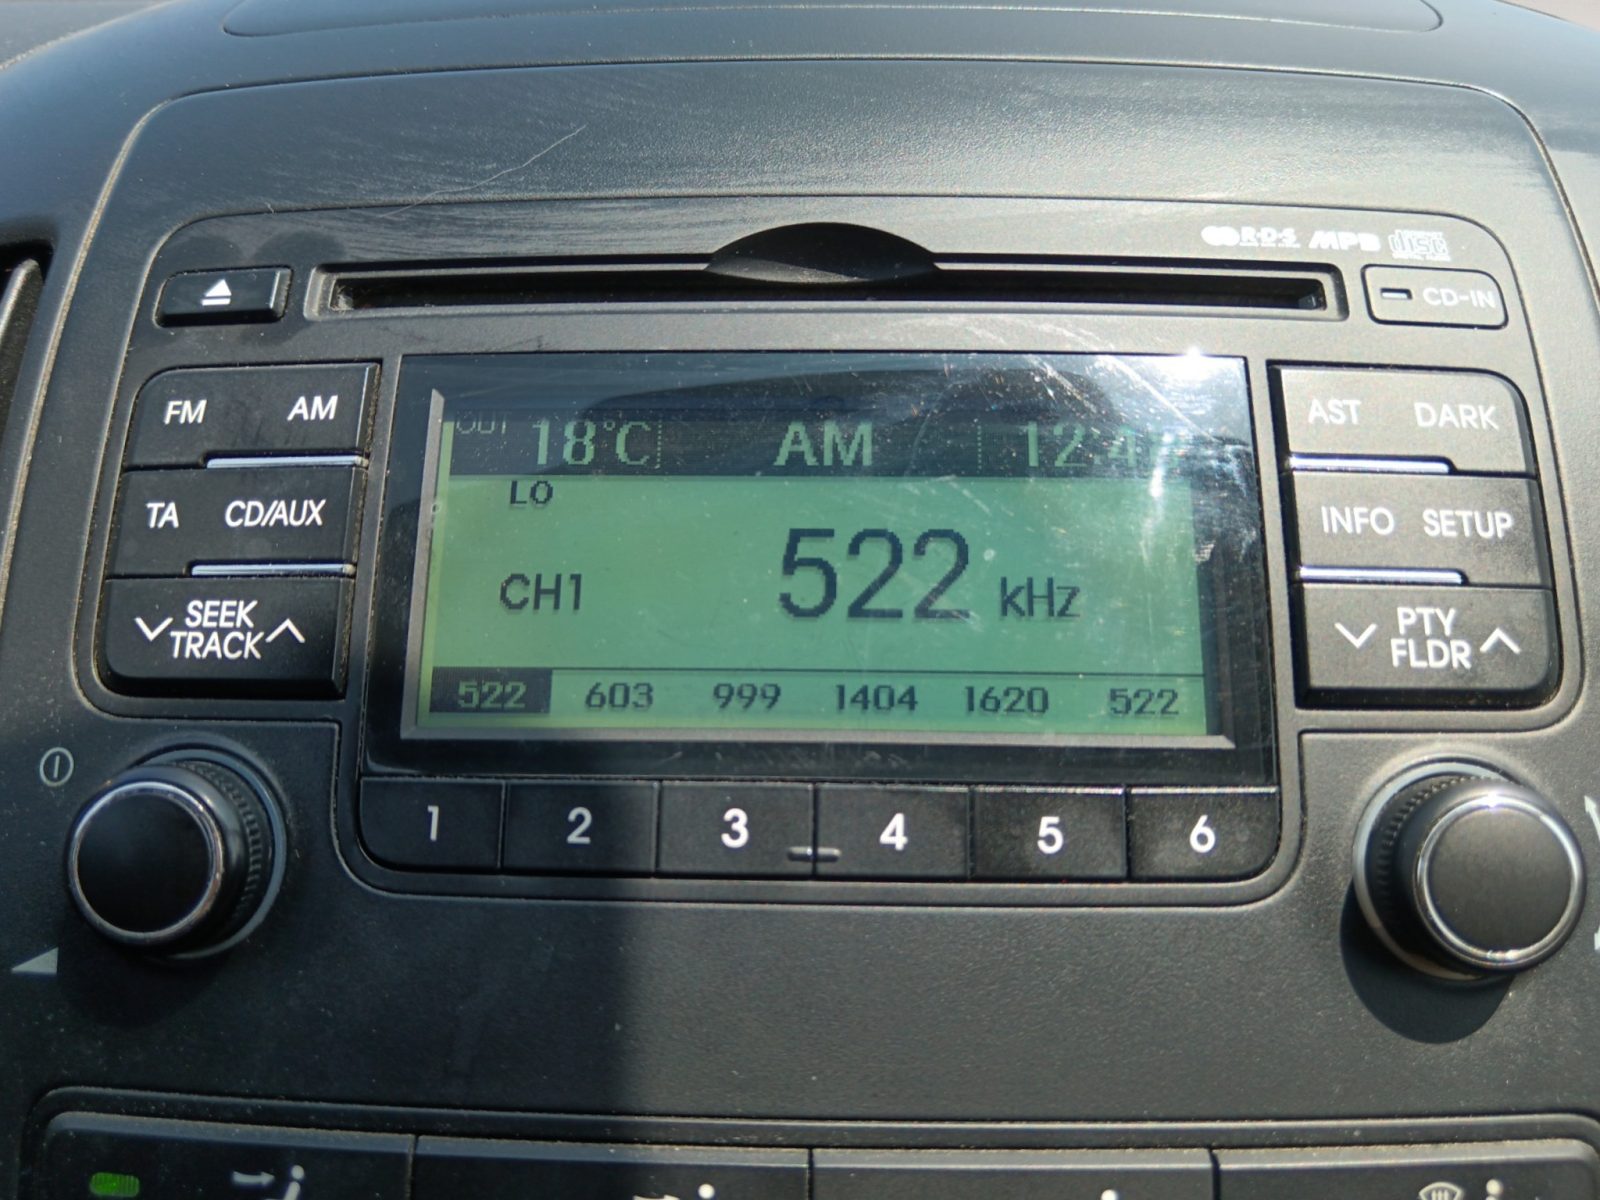 R·D·S MP3 disc
CD-IN
FM AM
AST DARK
OUT 18°C AM
LO
TA CD/AUX
INFO SETUP
CH1 522 kHz
SEEK
TRACK
PTY
FLDR
522 603 999 1404 1620 522
1 2 3 4 5 6